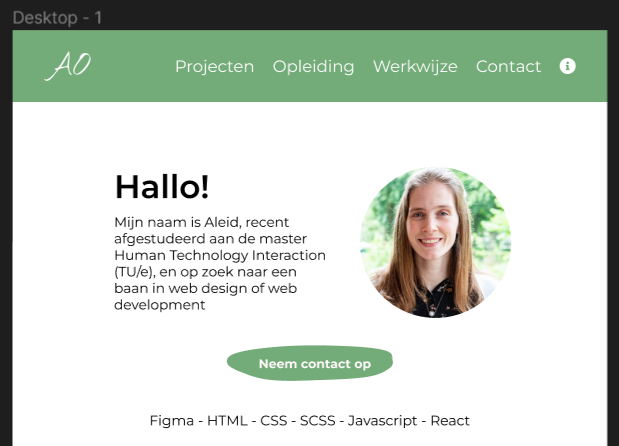 Desktop - 1
AO
Projecten Opleiding Werkwijze Contact i
Hallo!
Mijn naam is Aleid, recent
afgestudeerd aan de master
Human Technology Interaction
(TU/e), en op zoek naar een
baan in web design of web
development
Neem contact op
Figma - HTML - CSS - SCSS - Javascript - React